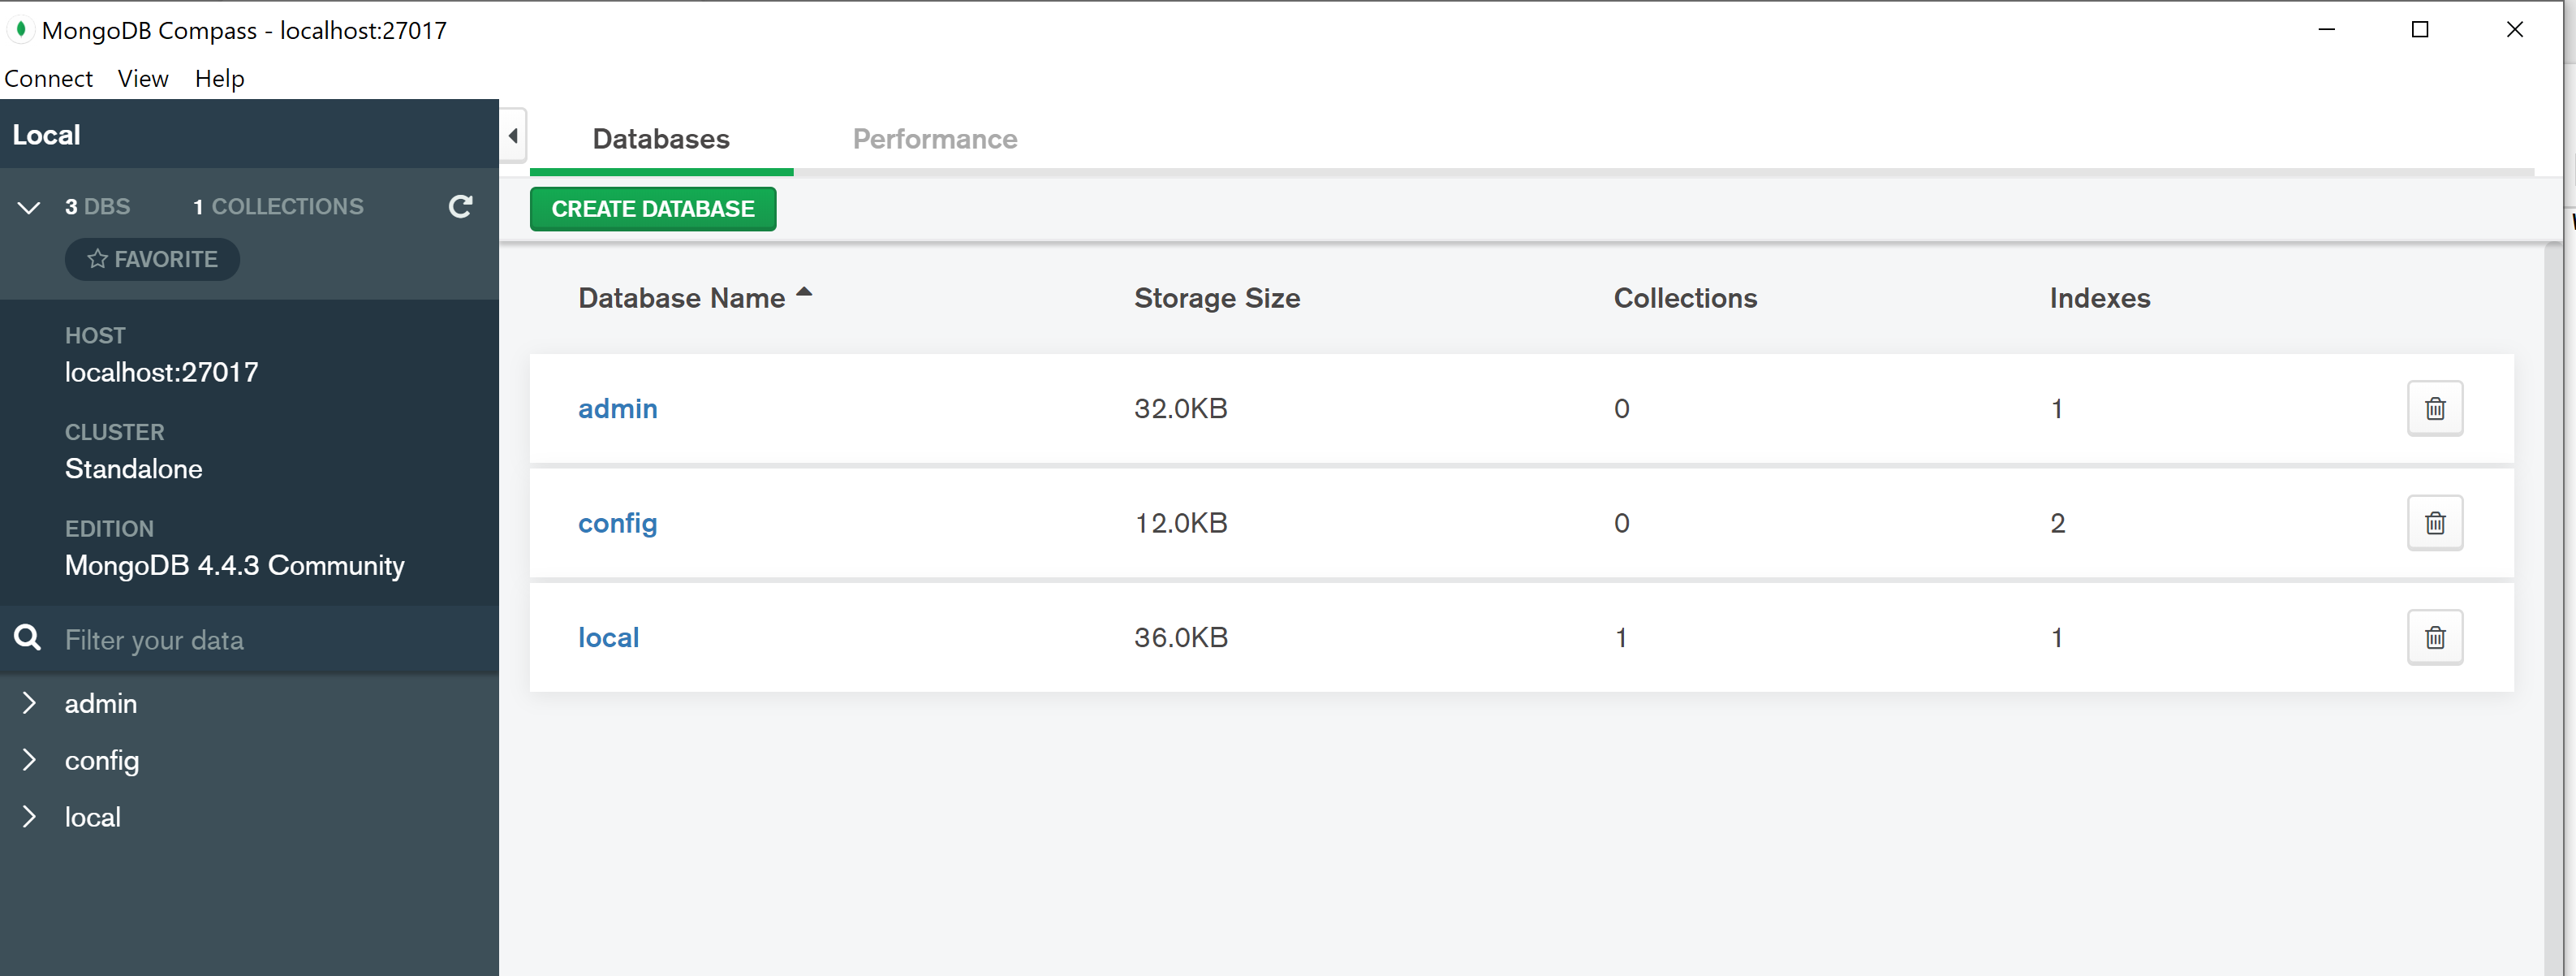 MongoDB Compass - localhost:27017
Connect View Help
Local
3 DBS 1 COLLECTIONS
FAVORITE
HOST
localhost:27017
CLUSTER
Standalone
EDITION
MongoDB 4.4.3 Community
Filter your data
admin
config
local
Databases Performance
CREATE DATABASE
Database Name Storage Size Collections Indexes
admin 32.0KB 0 1
config 12.0KB 0 2
local 36.0KB 1 1